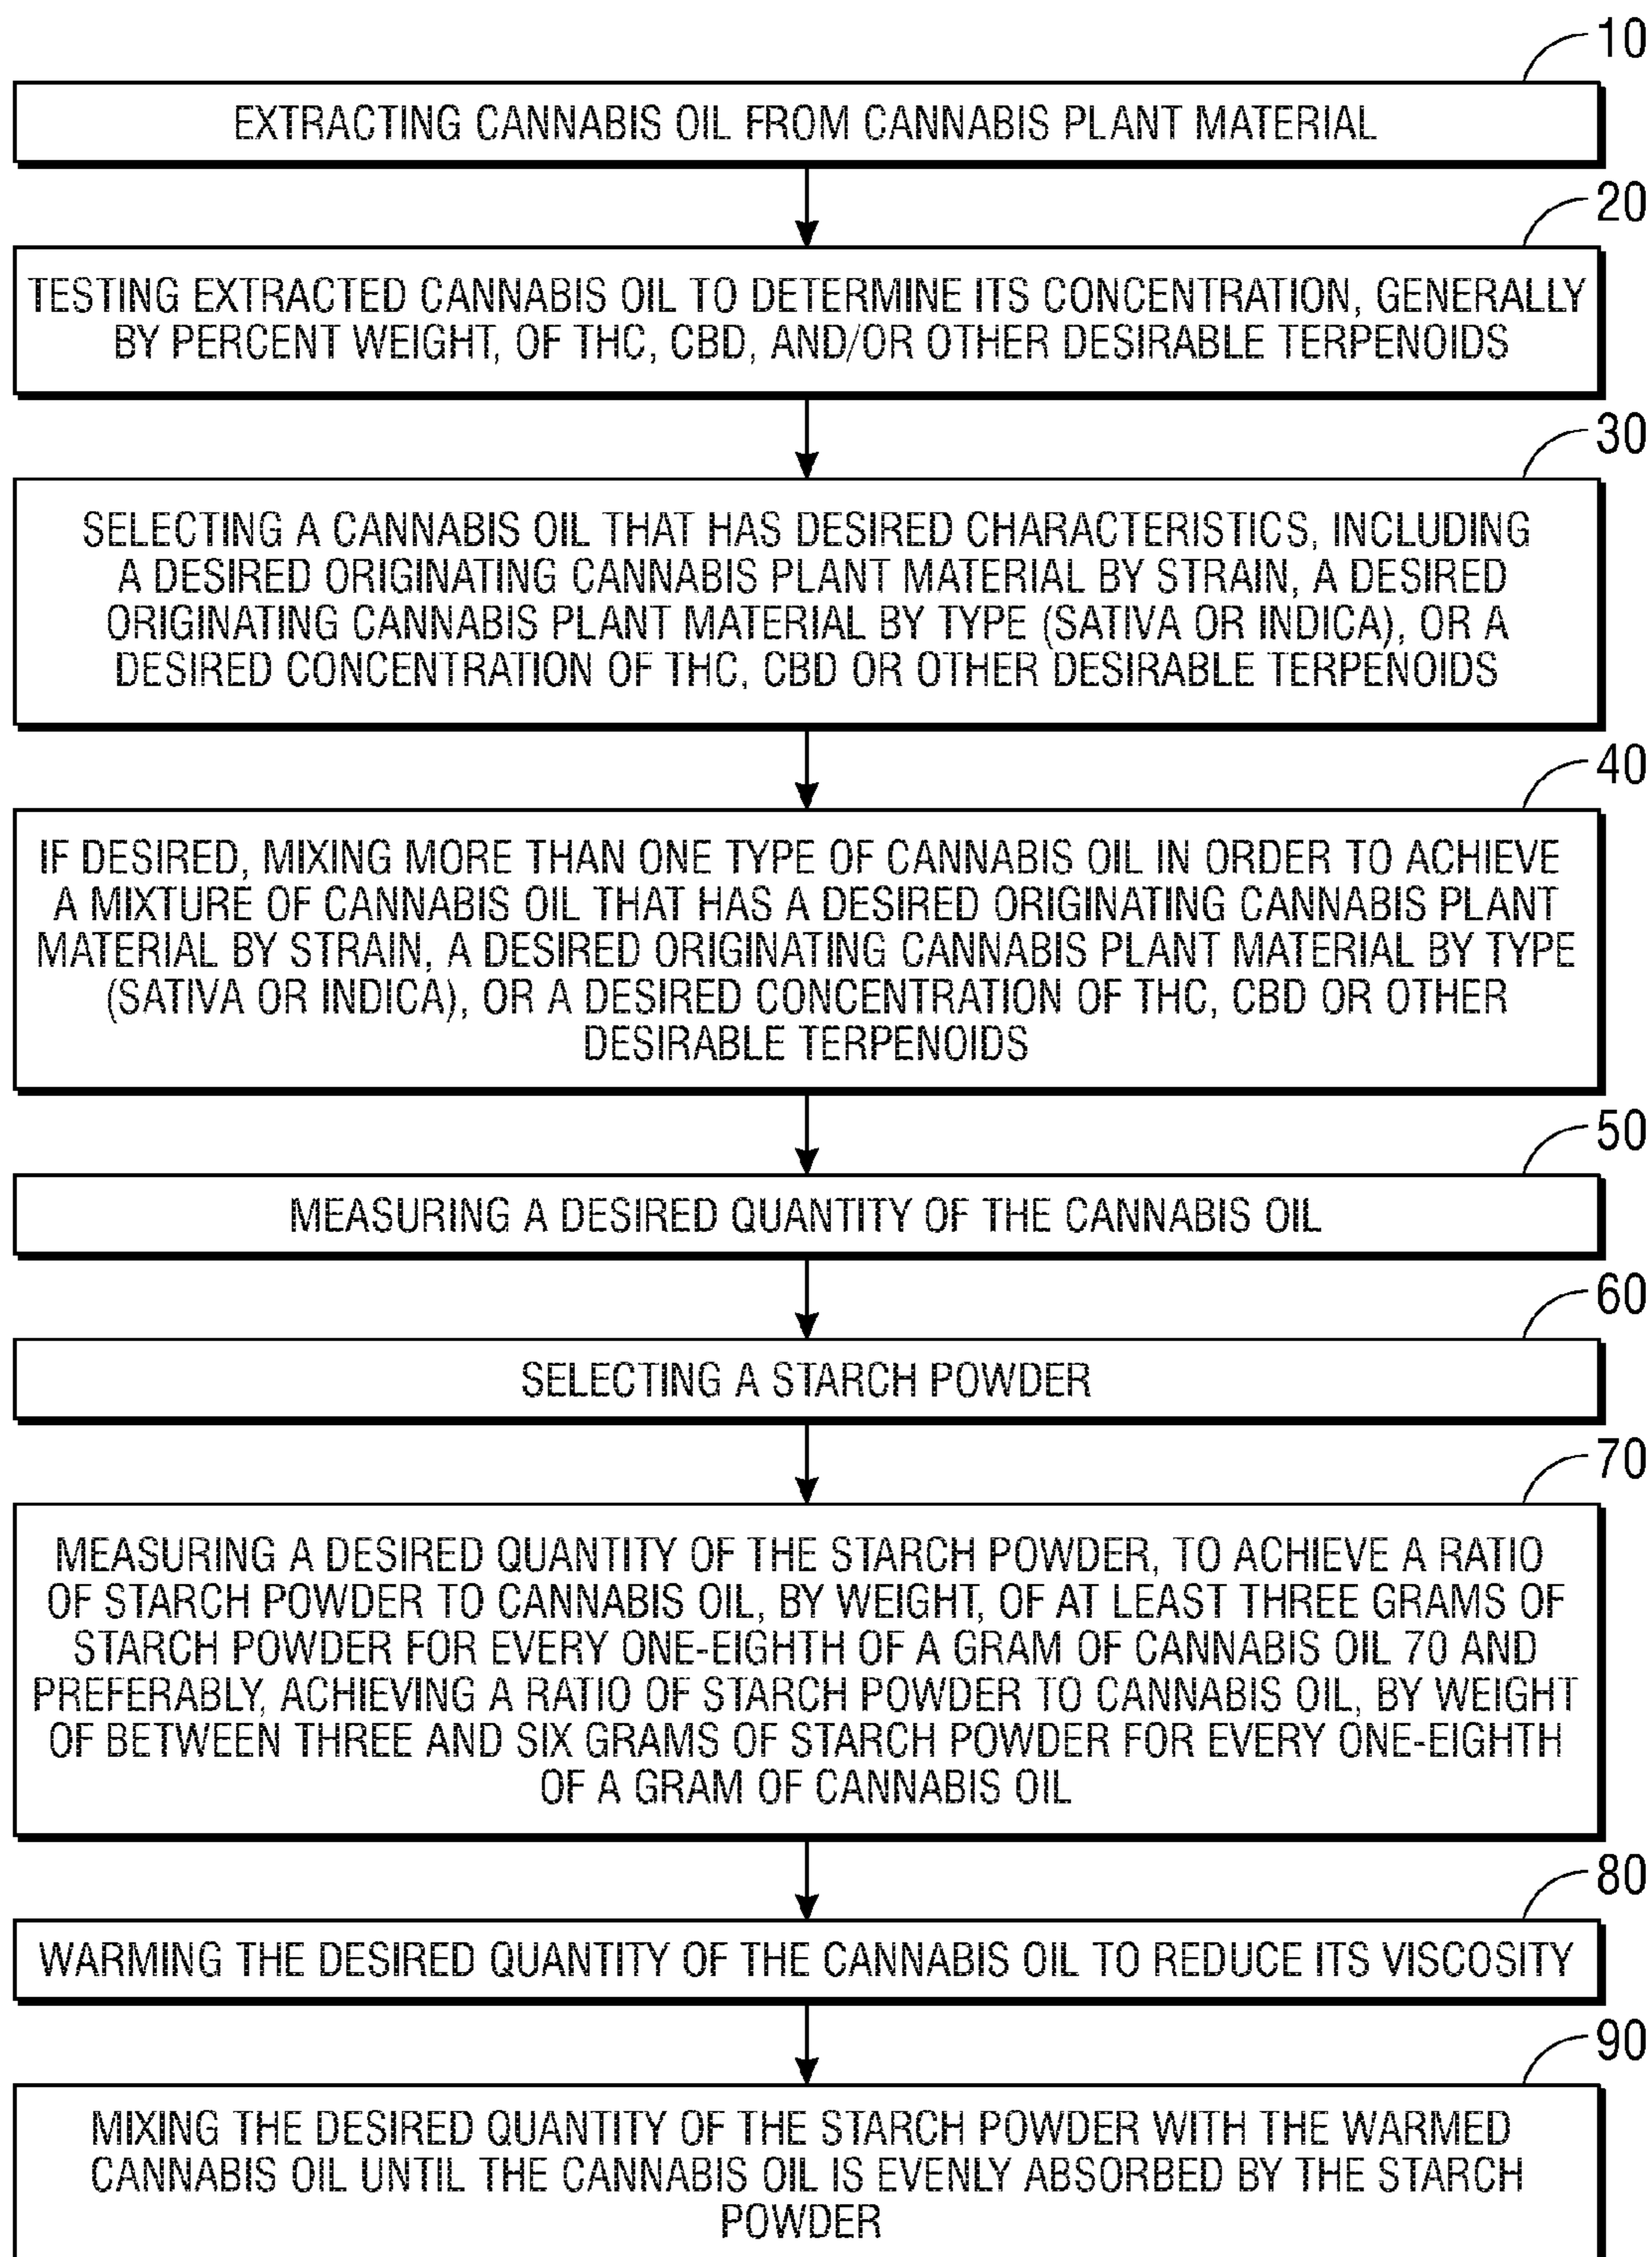 10
EXTRACTING CANNABIS OIL FROM CANNABIS PLANT MATERIAL
20
TESTING EXTRACTED CANNABIS OIL TO DETERMINE ITS CONCENTRATION, GENERALLY
BY PERCENT WEIGHT, OF THC, CBD, AND/OR OTHER DESIRABLE TERPENOIDS
30
SELECTING A CANNABIS OIL THAT HAS DESIRED CHARACTERISTICS, INCLUDING
A DESIRED ORIGINATING CANNABIS PLANT MATERIAL BY STRAIN, A DESIRED
ORIGINATING CANNABIS PLANT MATERIAL BY TYPE (SATIVA OR INDICA), OR A
DESIRED CONCENTRATION OF THC, CBD OR OTHER DESIRABLE TERPENOIDS
40
IF DESIRED, MIXING MORE THAN ONE TYPE OF CANNABIS OIL IN ORDER TO ACHIEVE
A MIXTURE OF CANNABIS OIL THAT HAS A DESIRED ORIGINATING CANNABIS PLANT
MATERIAL BY STRAIN, A DESIRED ORIGINATING CANNABIS PLANT MATERIAL BY TYPE
(SATIVA OR INDICA), OR A DESIRED CONCENTRATION OF THC, CBD OR OTHER
DESIRABLE TERPENOIDS
50
MEASURING A DESIRED QUANTITY OF THE CANNABIS OIL
60
SELECTING A STARCH POWDER
70
MEASURING A DESIRED QUANTITY OF THE STARCH POWDER, TO ACHIEVE A RATIO
OF STARCH POWDER TO CANNABIS OIL, BY WEIGHT, OF AT LEAST THREE GRAMS OF
STARCH POWDER FOR EVERY ONE-EIGHTH OF A GRAM OF CANNABIS OIL 70 AND
PREFERABLY, ACHIEVING A RATIO OF STARCH POWDER TO CANNABIS OIL, BY WEIGHT
OF BETWEEN THREE AND SIX GRAMS OF STARCH POWDER FOR EVERY ONE-EIGHTH
OF A GRAM OF CANNABIS OIL
80
WARMING THE DESIRED QUANTITY OF THE CANNABIS OIL TO REDUCE ITS VISCOSITY
90
MIXING THE DESIRED QUANTITY OF THE STARCH POWDER WITH THE WARMED
CANNABIS OIL UNTIL THE CANNABIS OIL IS EVENLY ABSORBED BY THE STARCH
POWDER